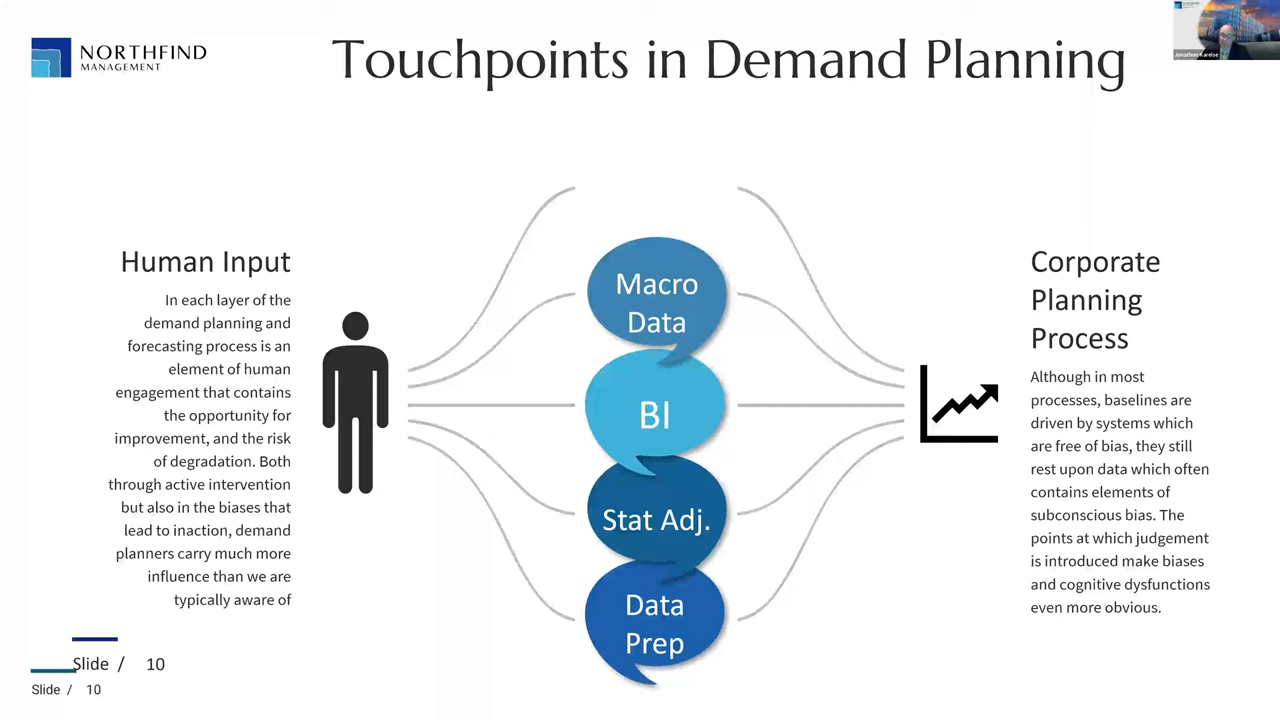 NORTHFIND
MANAGEMENT
Touchpoints in Demand Planning
Jonathon Karelse
Human Input
In each layer of the
demand planning and
forecasting process is an
element of human
engagement that contains
the opportunity for
improvement, and the risk
of degradation. Both
through active intervention
but also in the biases that
lead to inaction, demand
planners carry much more
influence than we are
typically aware of
Macro
Data
BI
Stat Adj.
Data
Prep
Corporate
Planning
Process
Although in most
processes, baselines are
driven by systems which
are free of bias, they still
rest upon data which often
contains elements of
subconscious bias. The
points at which judgement
is introduced make biases
and cognitive dysfunctions
even more obvious.
Slide / 10
Slide / 10